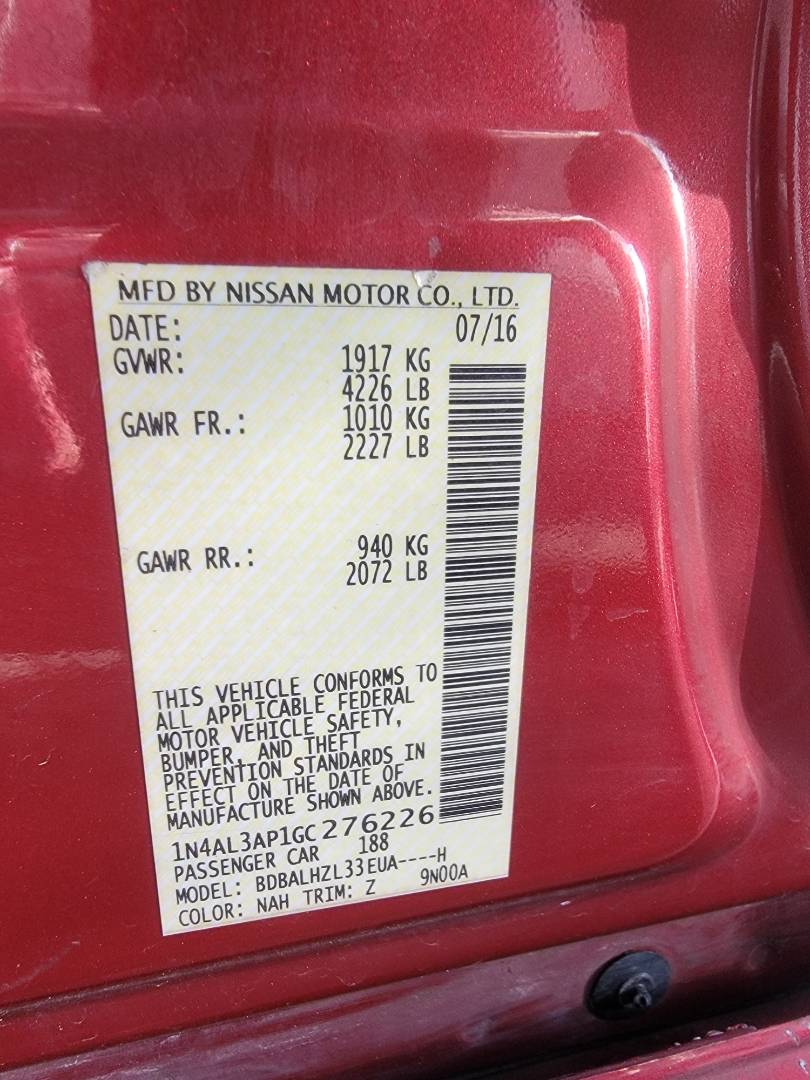 MFD BY NISSAN MOTOR CO., LTD.
DATE: 07/16
GVWR: 1917 KG
4226 LB
GAWR FR.: 1010 KG
2227 LB
GAWR RR.: 940 KG
2072 LB
THIS VEHICLE CONFORMS TO
ALL APPLICABLE FEDERAL
MOTOR VEHICLE SAFETY,
BUMPER, AND THEFT
PREVENTION STANDARDS IN
EFFECT ON THE DATE OF
MANUFACTURE SHOWN ABOVE.
1N4AL3AP1GC276226
PASSENGER CAR 188
MODEL: BDBALHZL33EUA----H
COLOR: NAH TRIM: Z 9N00A